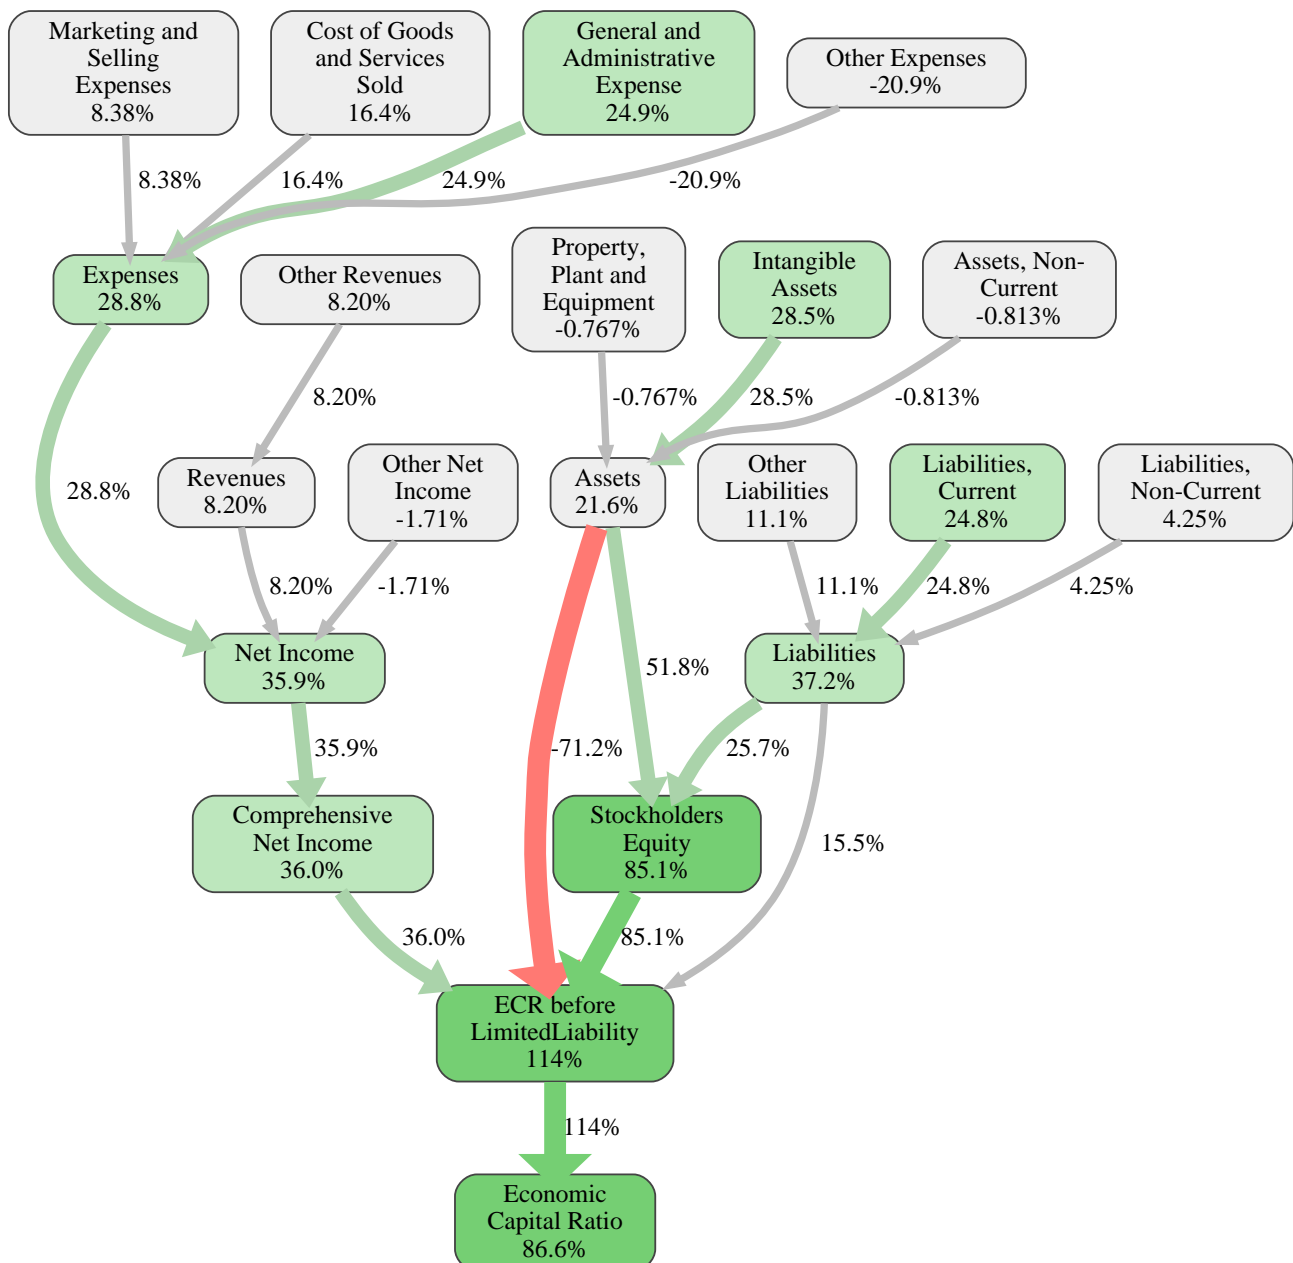 Marketing and
Selling
Expenses
8.38%
Cost of Goods
and Services
Sold
16.4%
General and
Administrative
Expense
24.9%
Other Expenses
-20.9%
8.38%
16.4%
24.9%
-20.9%
Expenses
28.8%
Other Revenues
8.20%
Property,
Plant and
Equipment
-0.767%
Intangible
Assets
28.5%
Assets, Non-
Current
-0.813%
8.20%
-0.767%
28.5%
-0.813%
28.8%
Revenues
8.20%
Other Net
Income
-1.71%
Assets
21.6%
Other
Liabilities
11.1%
Liabilities,
Current
24.8%
Liabilities,
Non-Current
4.25%
8.20%
-1.71%
11.1%
24.8%
4.25%
Net Income
35.9%
51.8%
Liabilities
37.2%
35.9%
-71.2%
25.7%
Comprehensive
Net Income
36.0%
Stockholders
Equity
85.1%
15.5%
36.0%
85.1%
ECR before
LimitedLiability
114%
114%
Economic
Capital Ratio
86.6%